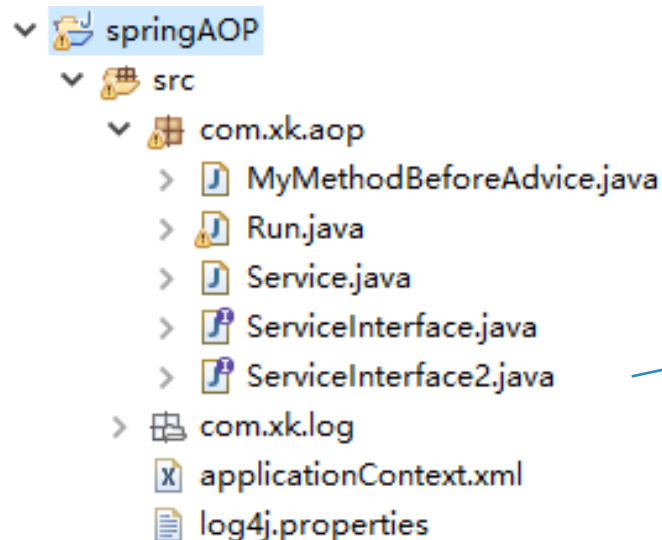 springAOP
src
com.xk.aop
MyMethodBeforeAdvice.java
Run.java
Service.java
ServiceInterface.java
ServiceInterface2.java
com.xk.log
applicationContext.xml
log4j.properties